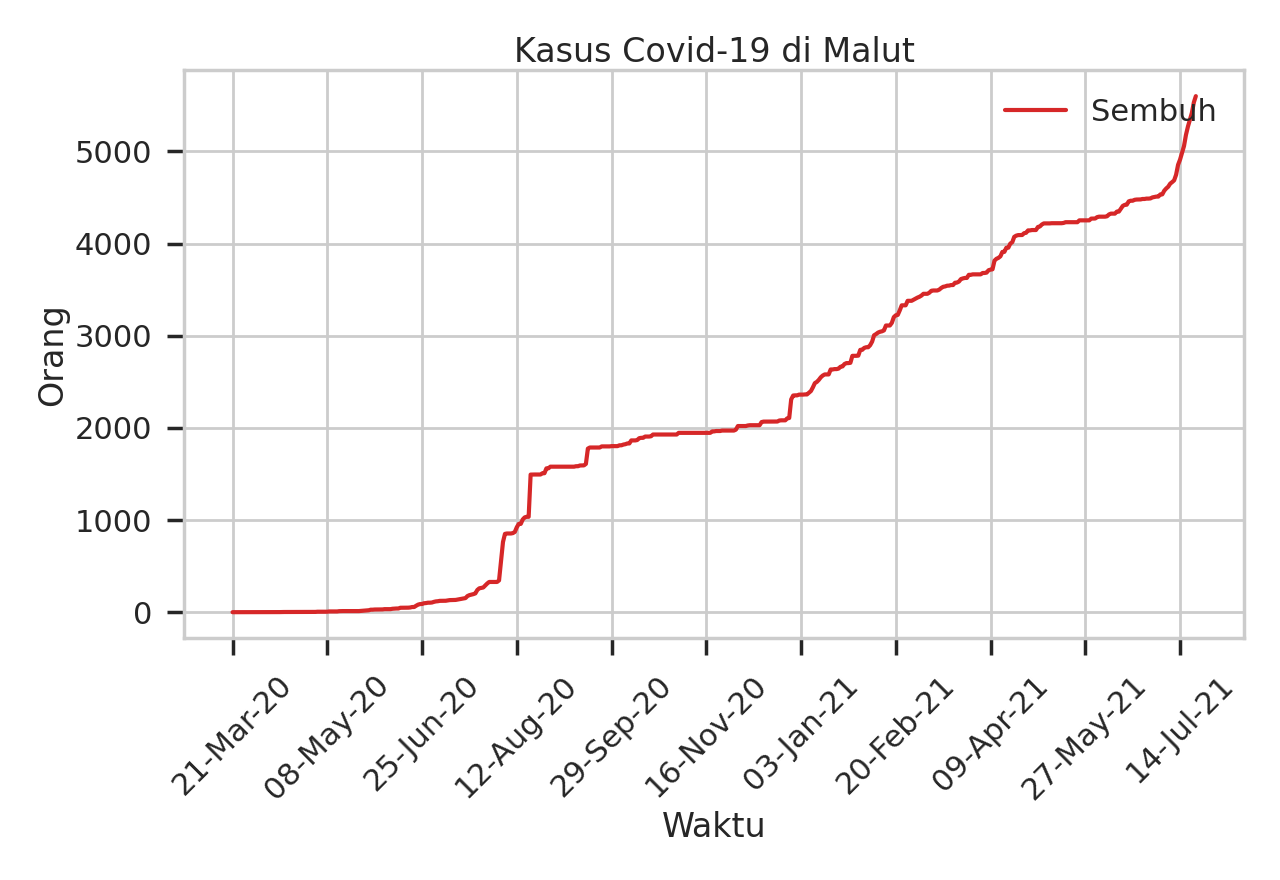 Kasus Covid-19 di Malut
Sembuh
5000
4000
3000
2000
1000
0
Orang
21-Mar-20
08-May-20
25-Jun-20
12-Aug-20
29-Sep-20
16-Nov-20
03-Jan-21
20-Feb-21
09-Apr-21
27-May-21
14-Jul-21
Waktu